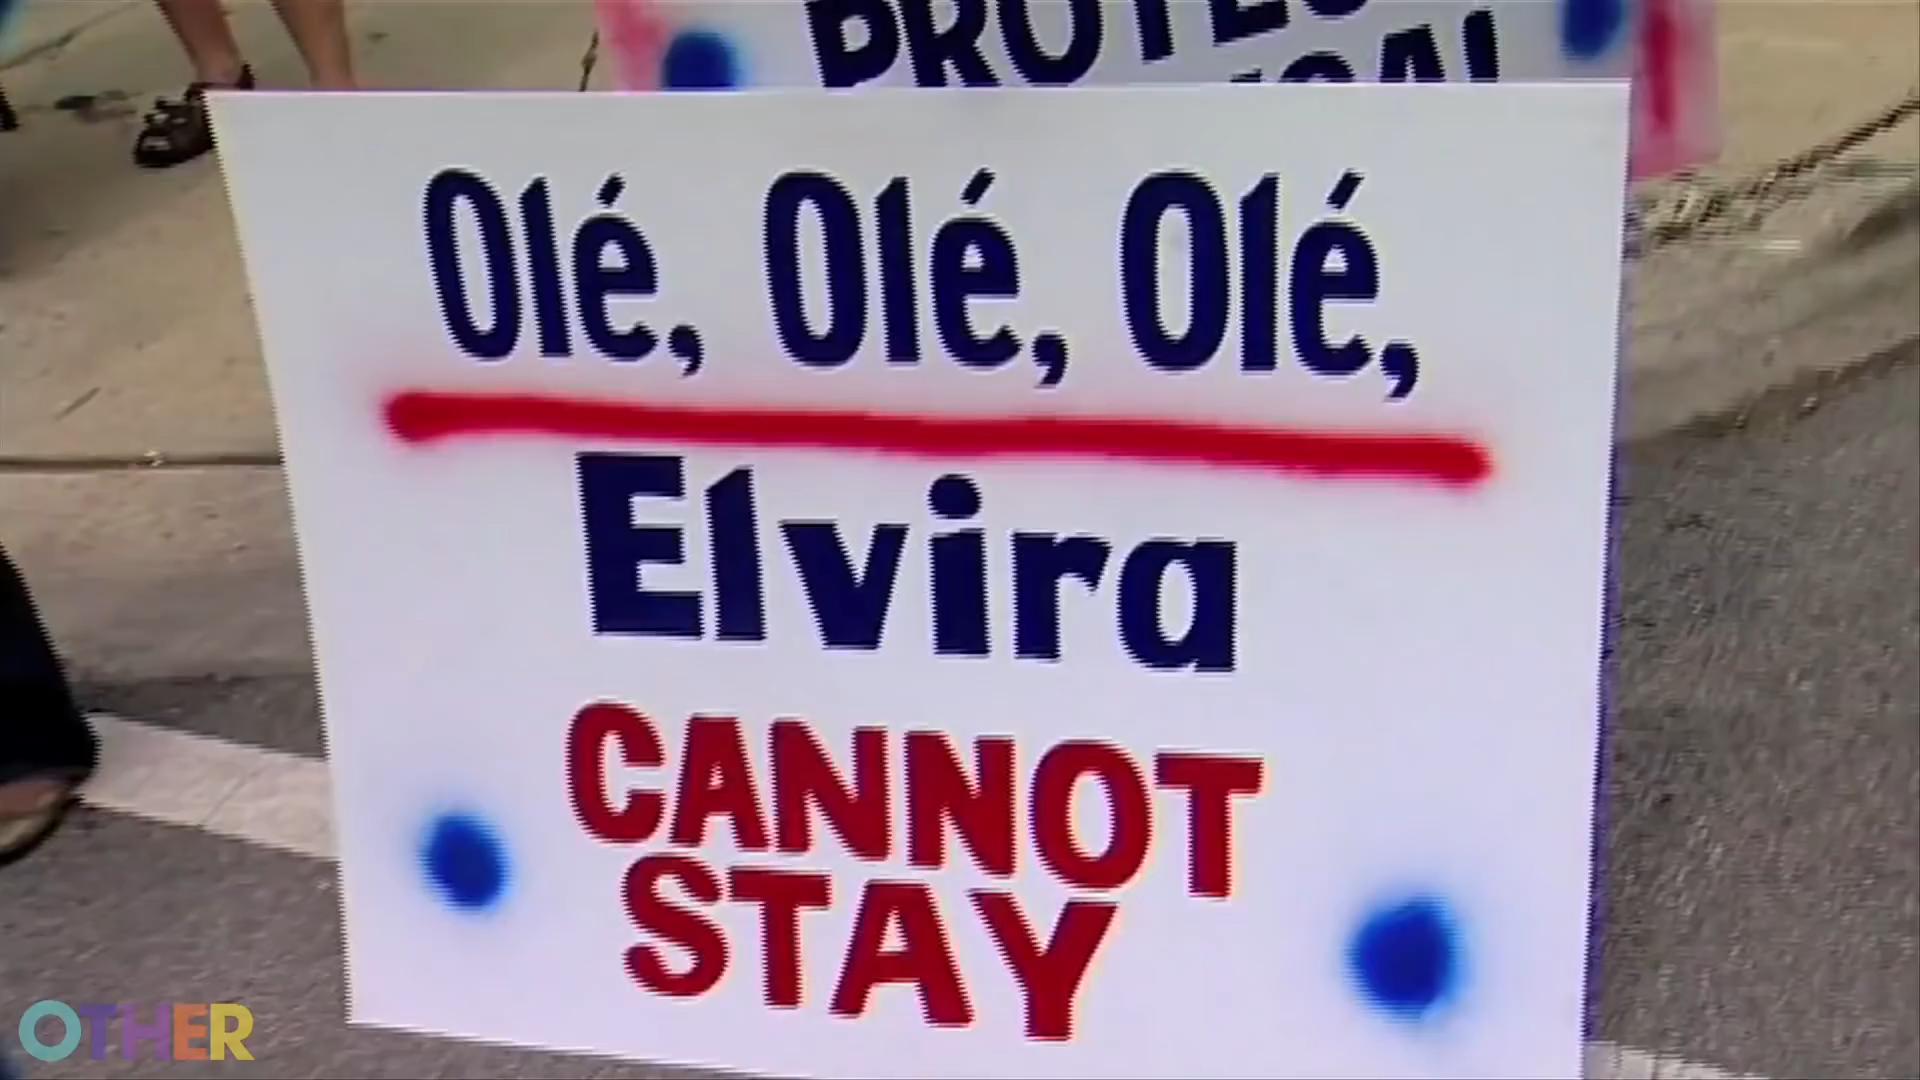 Olé, Olé, Olé,
Elvira
CANNOT
STAY
OTHER